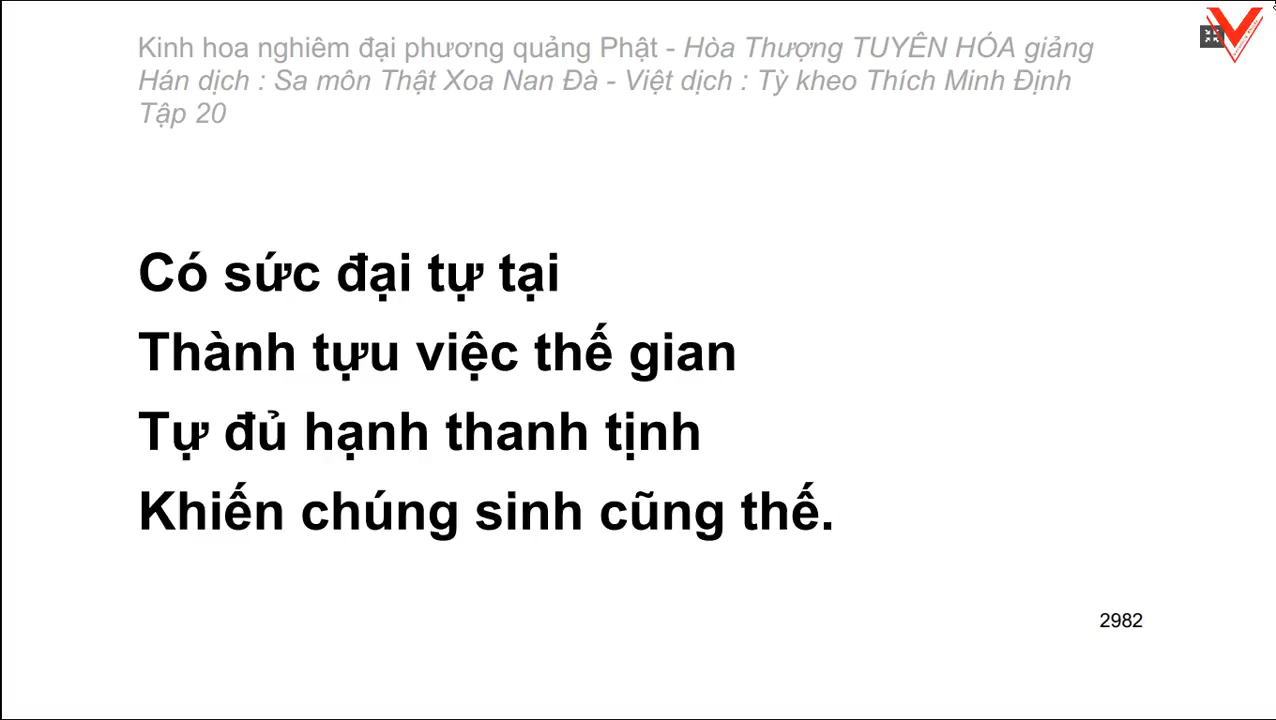 Kinh hoa nghiêm đại phương quảng Phật - Hòa Thượng TUYÊN HÓA giảng
Hán dịch : Sa môn Thật Xoa Nan Đà - Việt dịch : Tỳ kheo Thích Minh Định
Tập 20
Có sức đại tự tại
Thành tựu việc thế gian
Tự đủ hạnh thanh tịnh
Khiến chúng sinh cũng thế.
2982